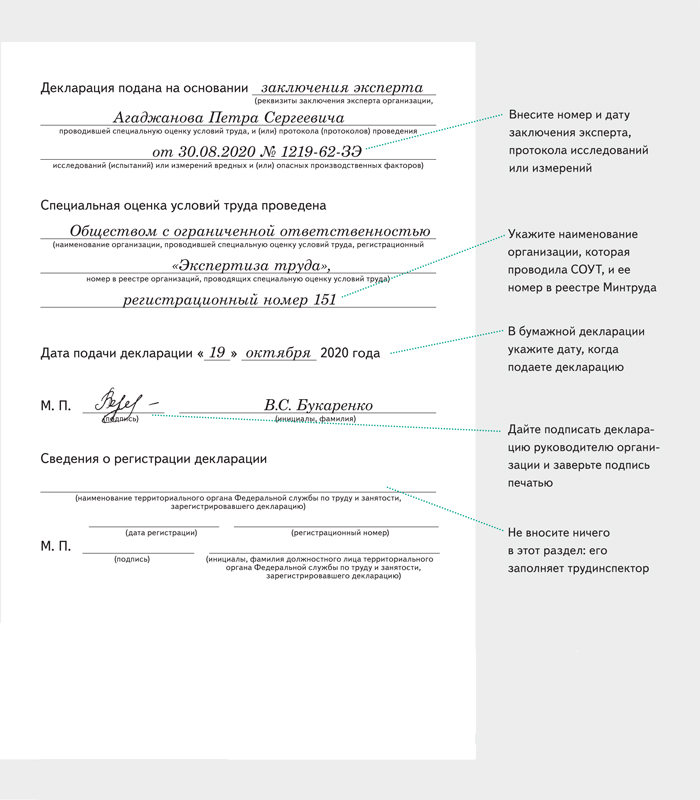 Декларация подана на основании заключения эксперта
(реквизиты заключения эксперта организации,
Агаджанова Петра Сергеевича
проводившей специальную оценку условий труда, и (или) протокола (протоколов) проведения
от 30.08.2020 № 1219-62-ЗЭ
исследований (испытаний) или измерений вредных и (или) опасных производственных факторов)
Внесите номер и дату
заключения эксперта,
протокола исследований
или измерений
Специальная оценка условий труда проведена
Обществом с ограниченной ответственностью
(наименование организации, проводившей специальную оценку условий труда, регистрационный
«Экспертиза труда»,
номер в реестре организаций, проводящих специальную оценку условий труда)
регистрационный номер 151
Укажите наименование
организации, которая
проводила СОУТ, и ее
номер в реестре Минтруда
Дата подачи декларации « 19 » октября 2020 года
В бумажной декларации
укажите дату, когда
подаете декларацию
М. П. В.С. Букаренко
(подпись) (инициалы, фамилия)
Дайте подписать деклара-
цию руководителю органи-
зации и заверьте подпись
печатью
Сведения о регистрации декларации
(наименование территориального органа Федеральной службы по труду и занятости,
зарегистрировавшего декларацию)
(дата регистрации) (регистрационный номер)
М. П.
(подпись) (инициалы, фамилия должностного лица территориального
органа Федеральной службы по труду и занятости,
зарегистрировавшего декларацию)
Не вносите ничего
в этот раздел: его
заполняет трудинспектор